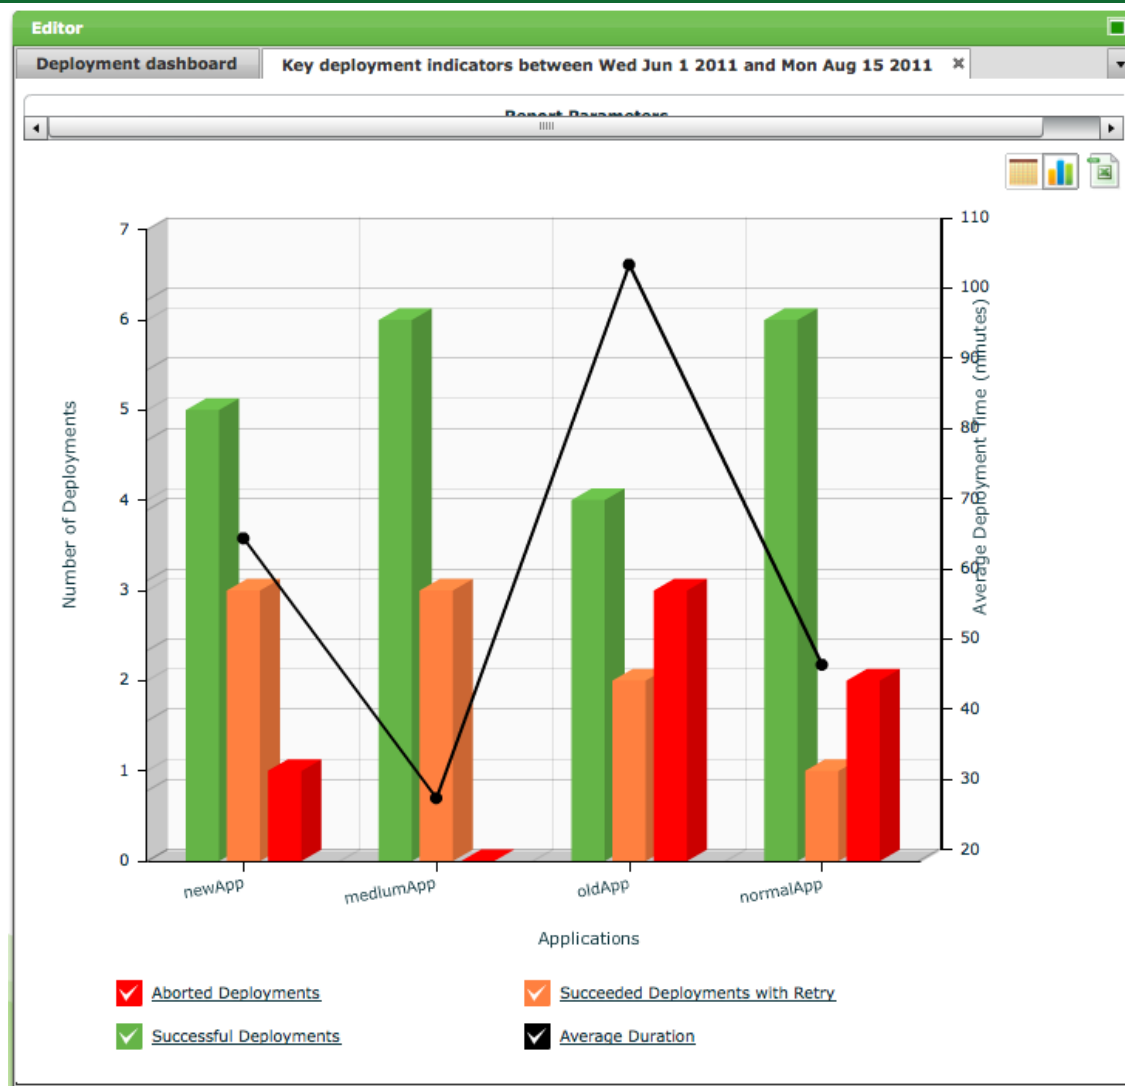 Editor
Deployment dashboard
Key deployment indicators between Wed Jun 1 2011 and Mon Aug 15 2011
Report Parameters
7
6
5
4
3
2
1
0
Number of Deployments
110
100
90
80
70
60
50
40
30
20
Average Deployment Time (minutes)
newApp
mediumApp
oldApp
normalApp
Applications
Aborted Deployments
Succeeded Deployments with Retry
Successful Deployments
Average Duration